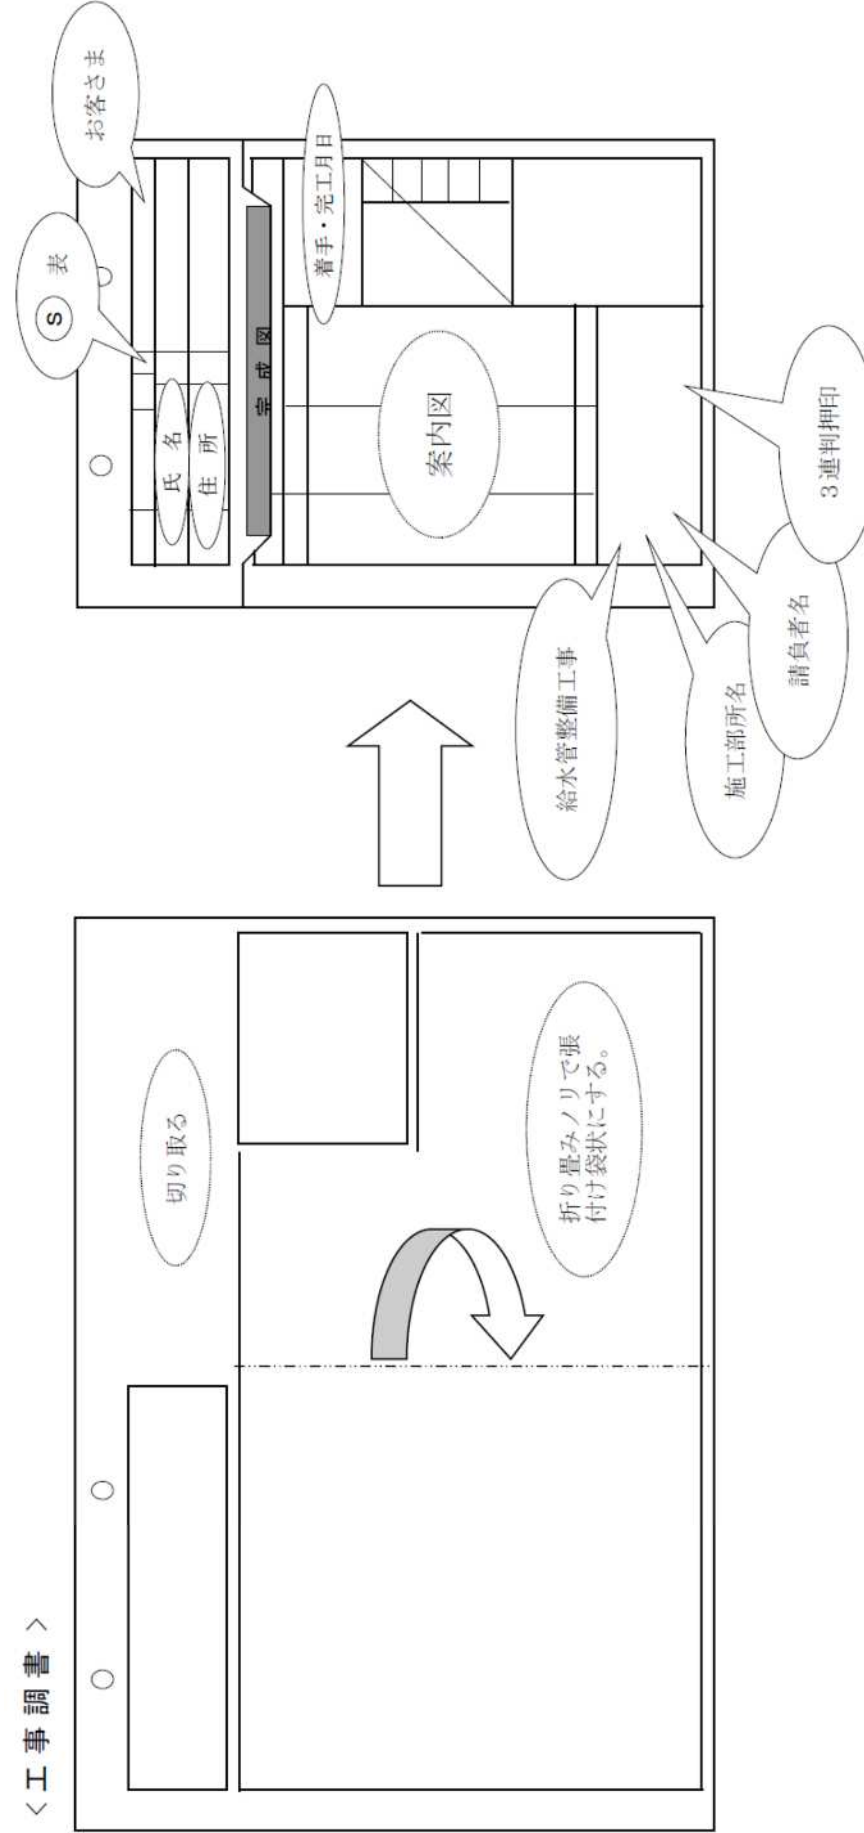 ＜工 事 調 書＞
切り取る
折り畳みノリで張
付け袋状にする。
Ⓢ 表
お客さま
氏 名
住 所
完 成 図
着手・完工月日
案内図
給水管整備工事
施工部所名
請負者名
３連判押印